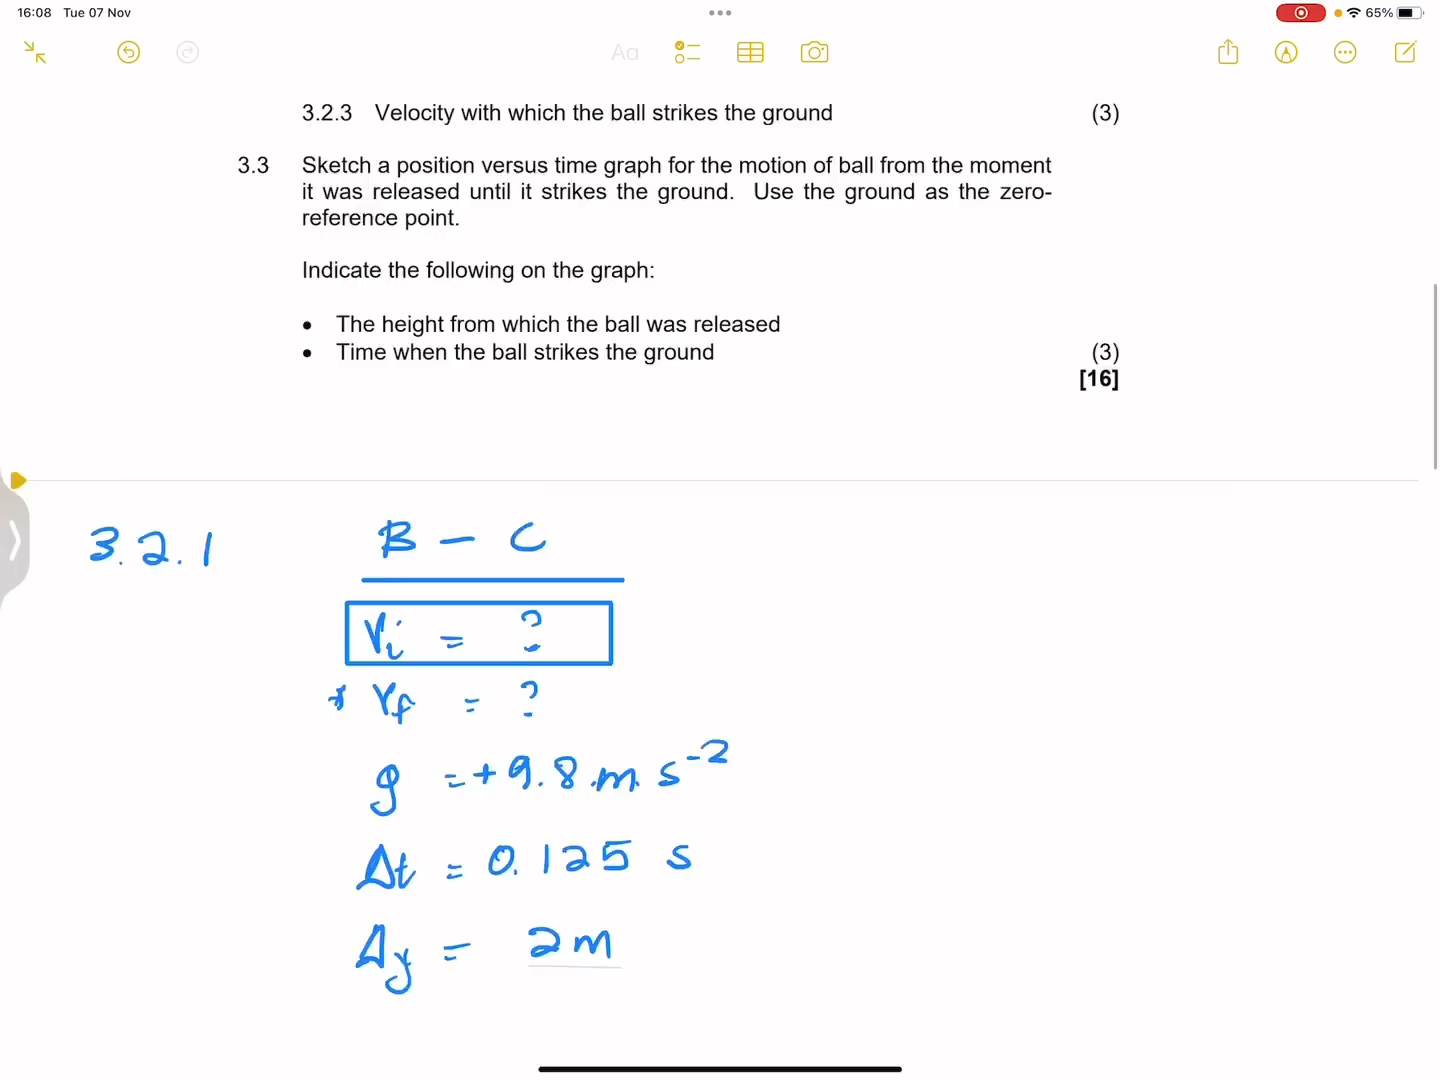 16:08 Tue 07 Nov
65%
Aa
3.2.3 Velocity with which the ball strikes the ground (3)
3.3 Sketch a position versus time graph for the motion of ball from the moment
it was released until it strikes the ground. Use the ground as the zero-
reference point.
Indicate the following on the graph:
• The height from which the ball was released
• Time when the ball strikes the ground (3)
[16]
3.2.1 B - C
Vi = ?
* Vf = ?
g = +9.8 m.s⁻²
Δt = 0.125 s
Δy = 2m